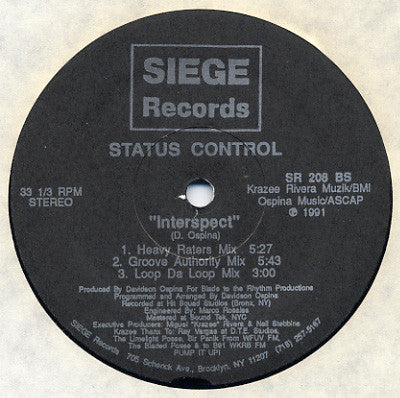 SIEGE
Records
STATUS CONTROL
33 1/3 RPM
STEREO
SR 208 BS
Krazee Rivera Muzik/BMI
Ospina Music/ASCAP
℗ 1991
"Interspect"
(D. Ospina)
1. Heavy Raters Mix 5:27
2. Groove Authority Mix 5:43
3. Loop Da Loop Mix 3:00
Produced By Davidson Ospina For Blade to the Rhythm Productions
Programmed and Arranged By Davidson Ospina
Recorded at Hit Squad Studios (Bronx, NY)
Engineered By: Marco Rosales
Mastered at Sound Tek, NYC
Executive Producers: Miguel "Krazee" Rivera & Neil Stebbins
Krazee Thanx To: Ray Vargas at D.T.E. Studios.
The Limelight Posse, Sir Panik From WFUV FM,
The Bladed Posse & to B91 WKRB FM
PUMP IT UP!
SIEGE Records 705 Schenck Ave., Brooklyn, NY 11207 (718) 257-5167